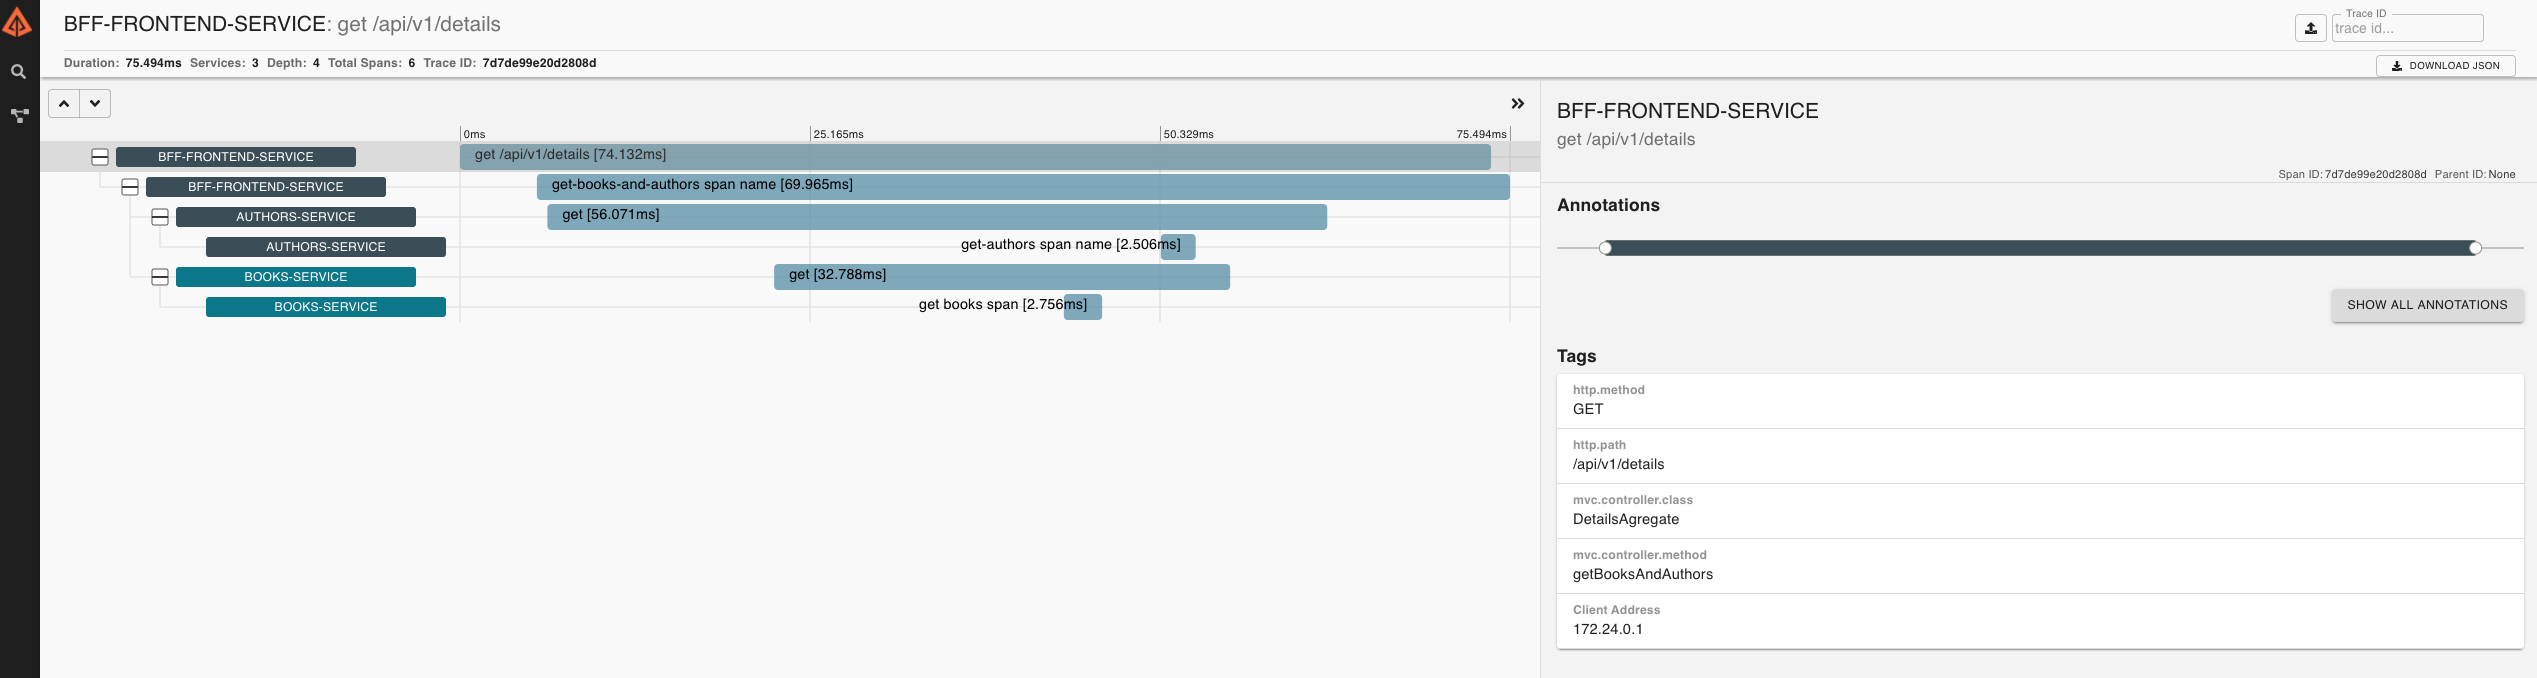 BFF-FRONTEND-SERVICE: get /api/v1/details
Trace ID
trace id...
Duration: 75.494ms Services: 3 Depth: 4 Total Spans: 6 Trace ID: 7d7de99e20d2808d
DOWNLOAD JSON
0ms 25.165ms 50.329ms 75.494ms
BFF-FRONTEND-SERVICE get /api/v1/details [74.132ms]
BFF-FRONTEND-SERVICE get-books-and-authors span name [69.965ms]
AUTHORS-SERVICE get [56.071ms]
AUTHORS-SERVICE get-authors span name [2.506ms]
BOOKS-SERVICE get [32.788ms]
BOOKS-SERVICE get books span [2.756ms]
BFF-FRONTEND-SERVICE
get /api/v1/details
Span ID: 7d7de99e20d2808d Parent ID: None
Annotations
SHOW ALL ANNOTATIONS
Tags
http.method
GET
http.path
/api/v1/details
mvc.controller.class
DetailsAgregate
mvc.controller.method
getBooksAndAuthors
Client Address
172.24.0.1